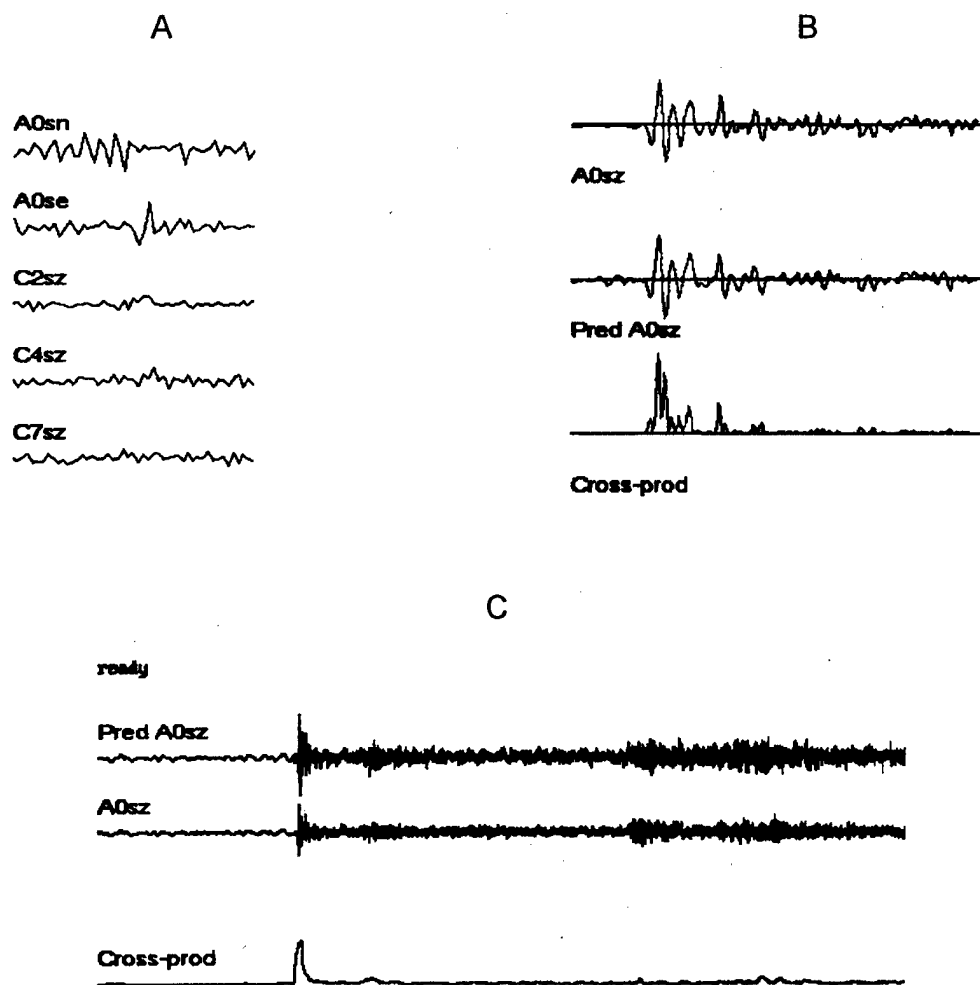 A
B
A0sn
A0se
C2sz
C4sz
C7sz
A0sz
Pred A0sz
Cross-prod
C
ready
Pred A0sz
A0sz
Cross-prod